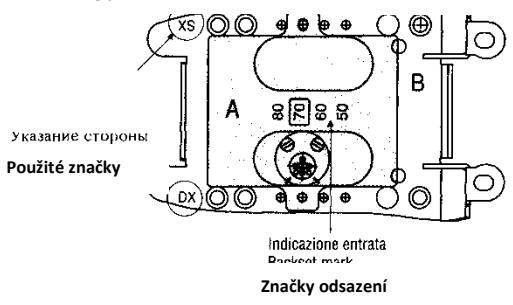 XS
A
B
80 70 60 50
Указание стороны
Použité značky
DX
Indicazione entrata
Backset mark
Značky odsazení